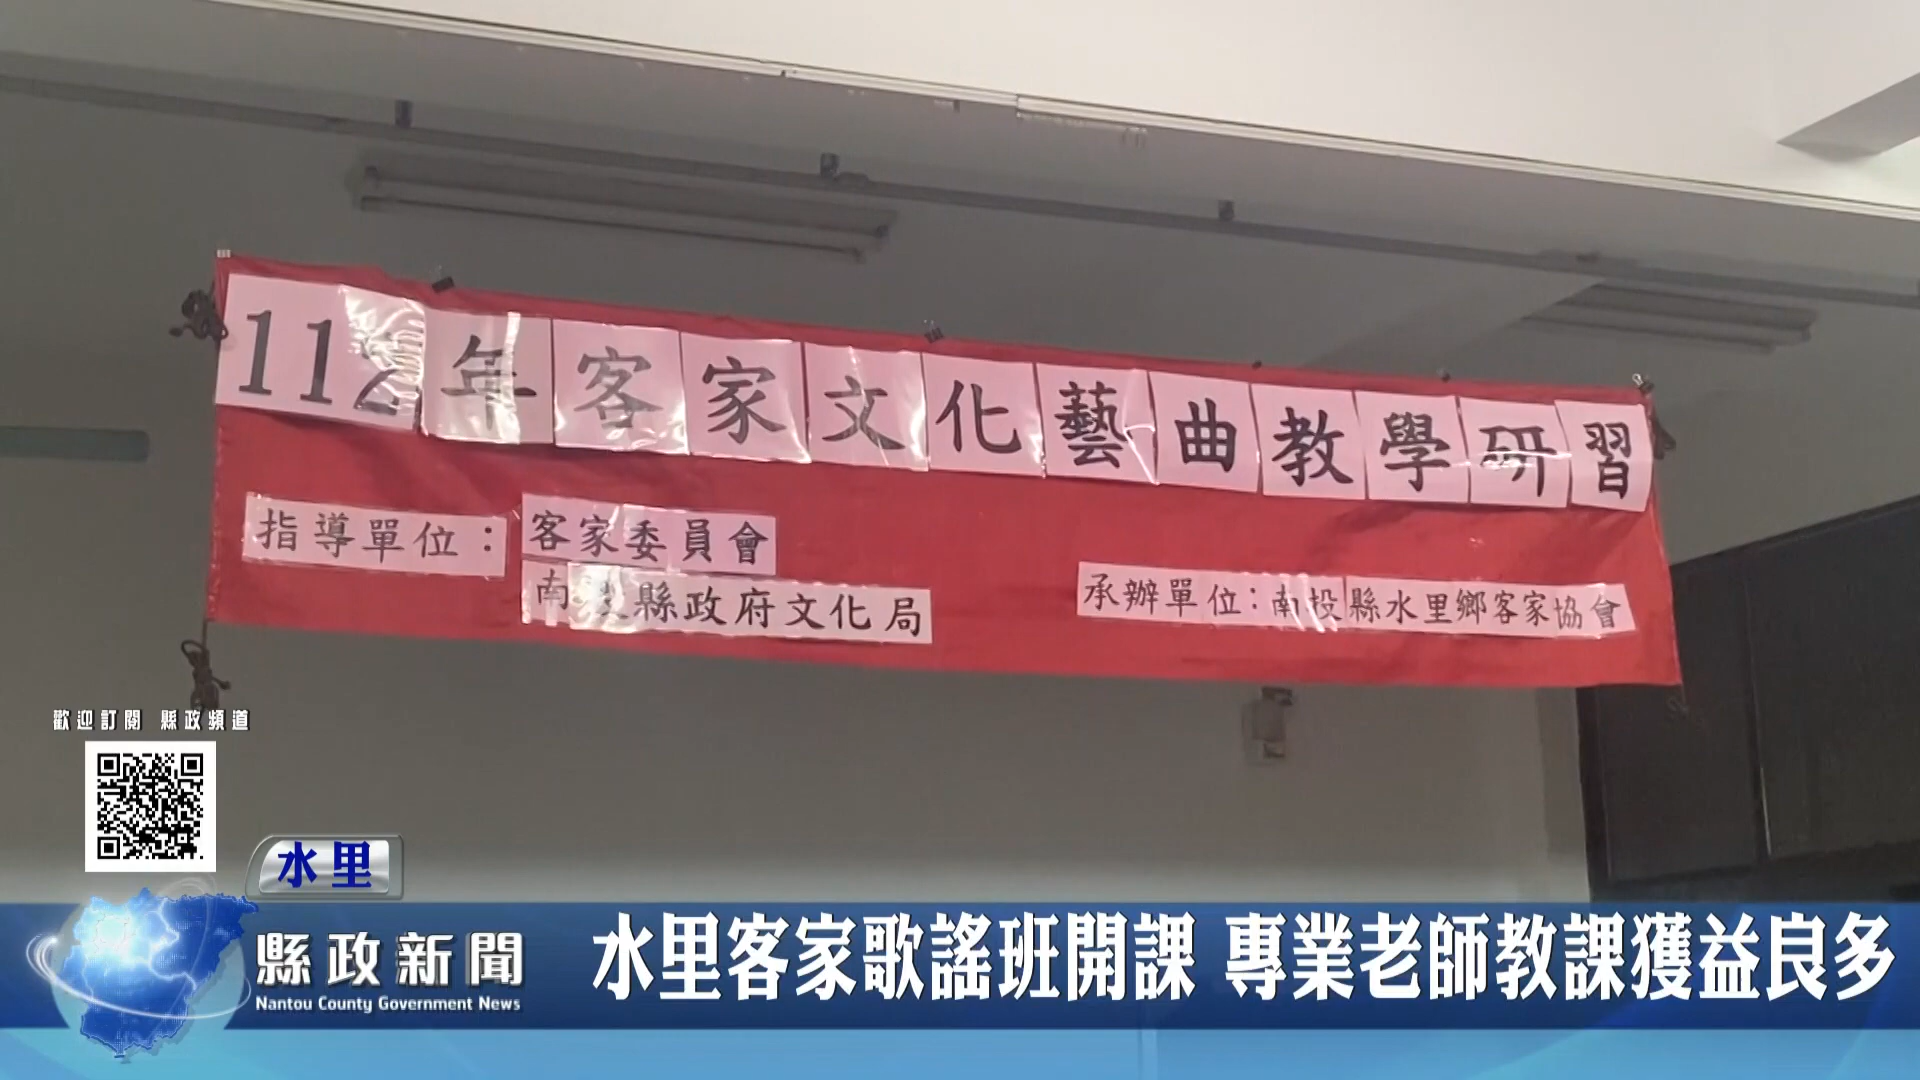 112年客家文化藝曲教學研習
指導單位：客家委員會
南投縣政府文化局
承辦單位：南投縣水里鄉客家協會
歡迎訂閱 縣政頻道
水里
縣政新聞
Nantou County Government News
水里客家歌謠班開課 專業老師教課獲益良多